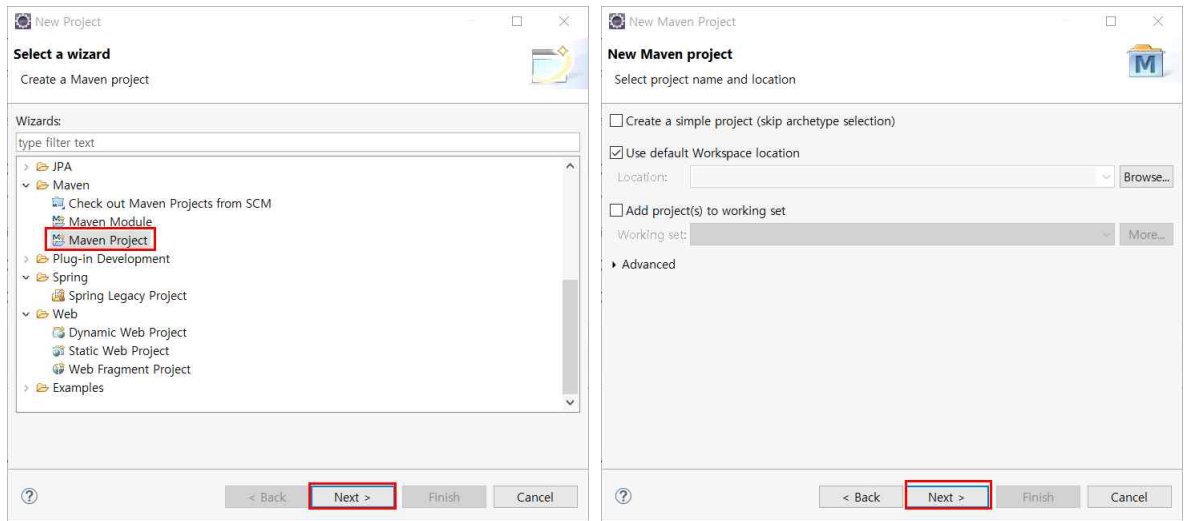 New Project
Select a wizard
Create a Maven project
Wizards:
type filter text
JPA
Maven
Check out Maven Projects from SCM
Maven Module
Maven Project
Plug-in Development
Spring
Spring Legacy Project
Web
Dynamic Web Project
Static Web Project
Web Fragment Project
Examples
< Back
Next >
Finish
Cancel
New Maven Project
New Maven project
Select project name and location
M
Create a simple project (skip archetype selection)
Use default Workspace location
Location:
Browse...
Add project(s) to working set
Working set:
More...
Advanced
< Back
Next >
Finish
Cancel